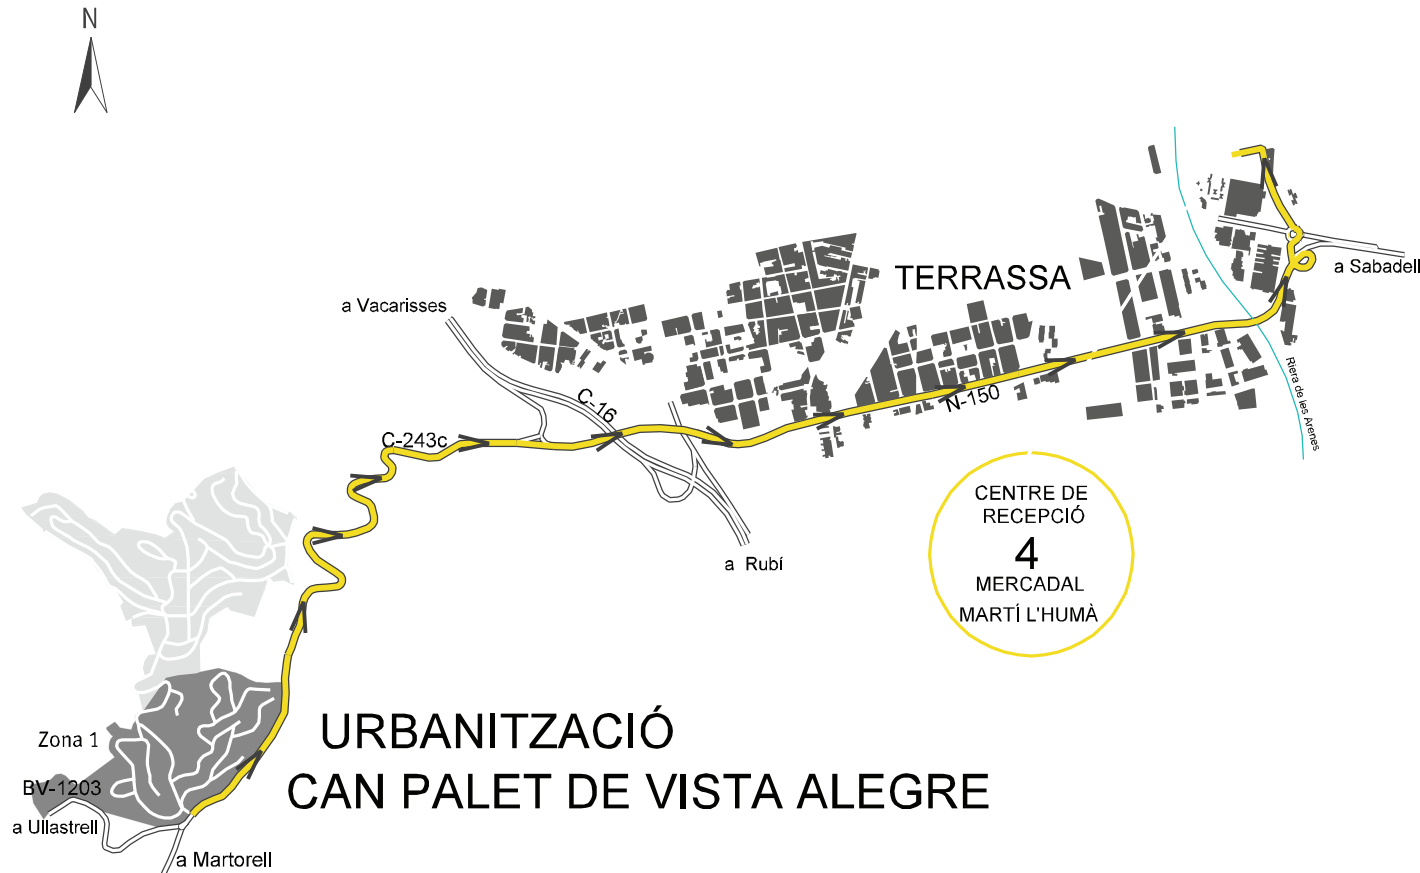 N
TERRASSA
a Sabadell
a Vacarisses
Riera de les Arenes
N-150
C-16
C-243c
CENTRE DE
RECEPCIÓ
4
MERCADAL
MARTÍ L'HUMÀ
a Rubí
URBANITZACIÓ
CAN PALET DE VISTA ALEGRE
Zona 1
BV-1203
a Ullastrell
a Martorell